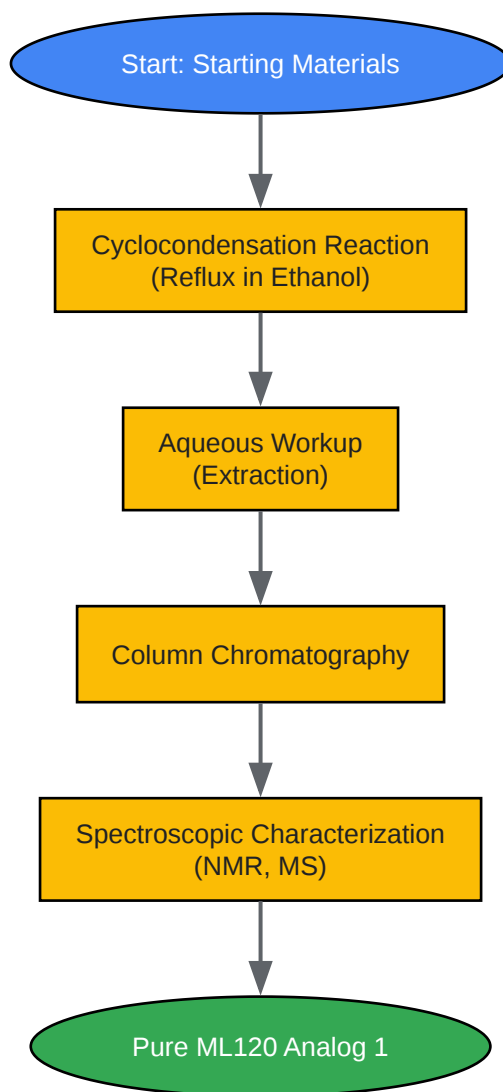 Start: Starting Materials
Cyclocondensation Reaction
(Reflux in Ethanol)
Aqueous Workup
(Extraction)
Column Chromatography
Spectroscopic Characterization
(NMR, MS)
Pure ML120 Analog 1